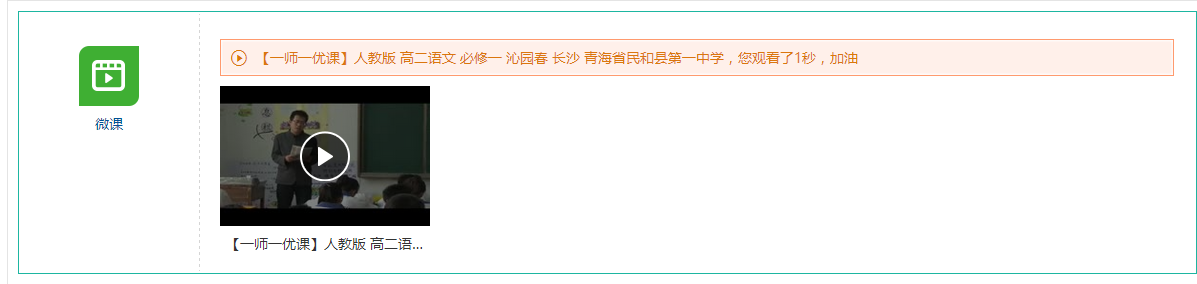 微课
【一师一优课】人教版 高二语文 必修一 沁园春 长沙 青海省民和县第一中学，您观看了1秒，加油
【一师一优课】人教版 高二语...